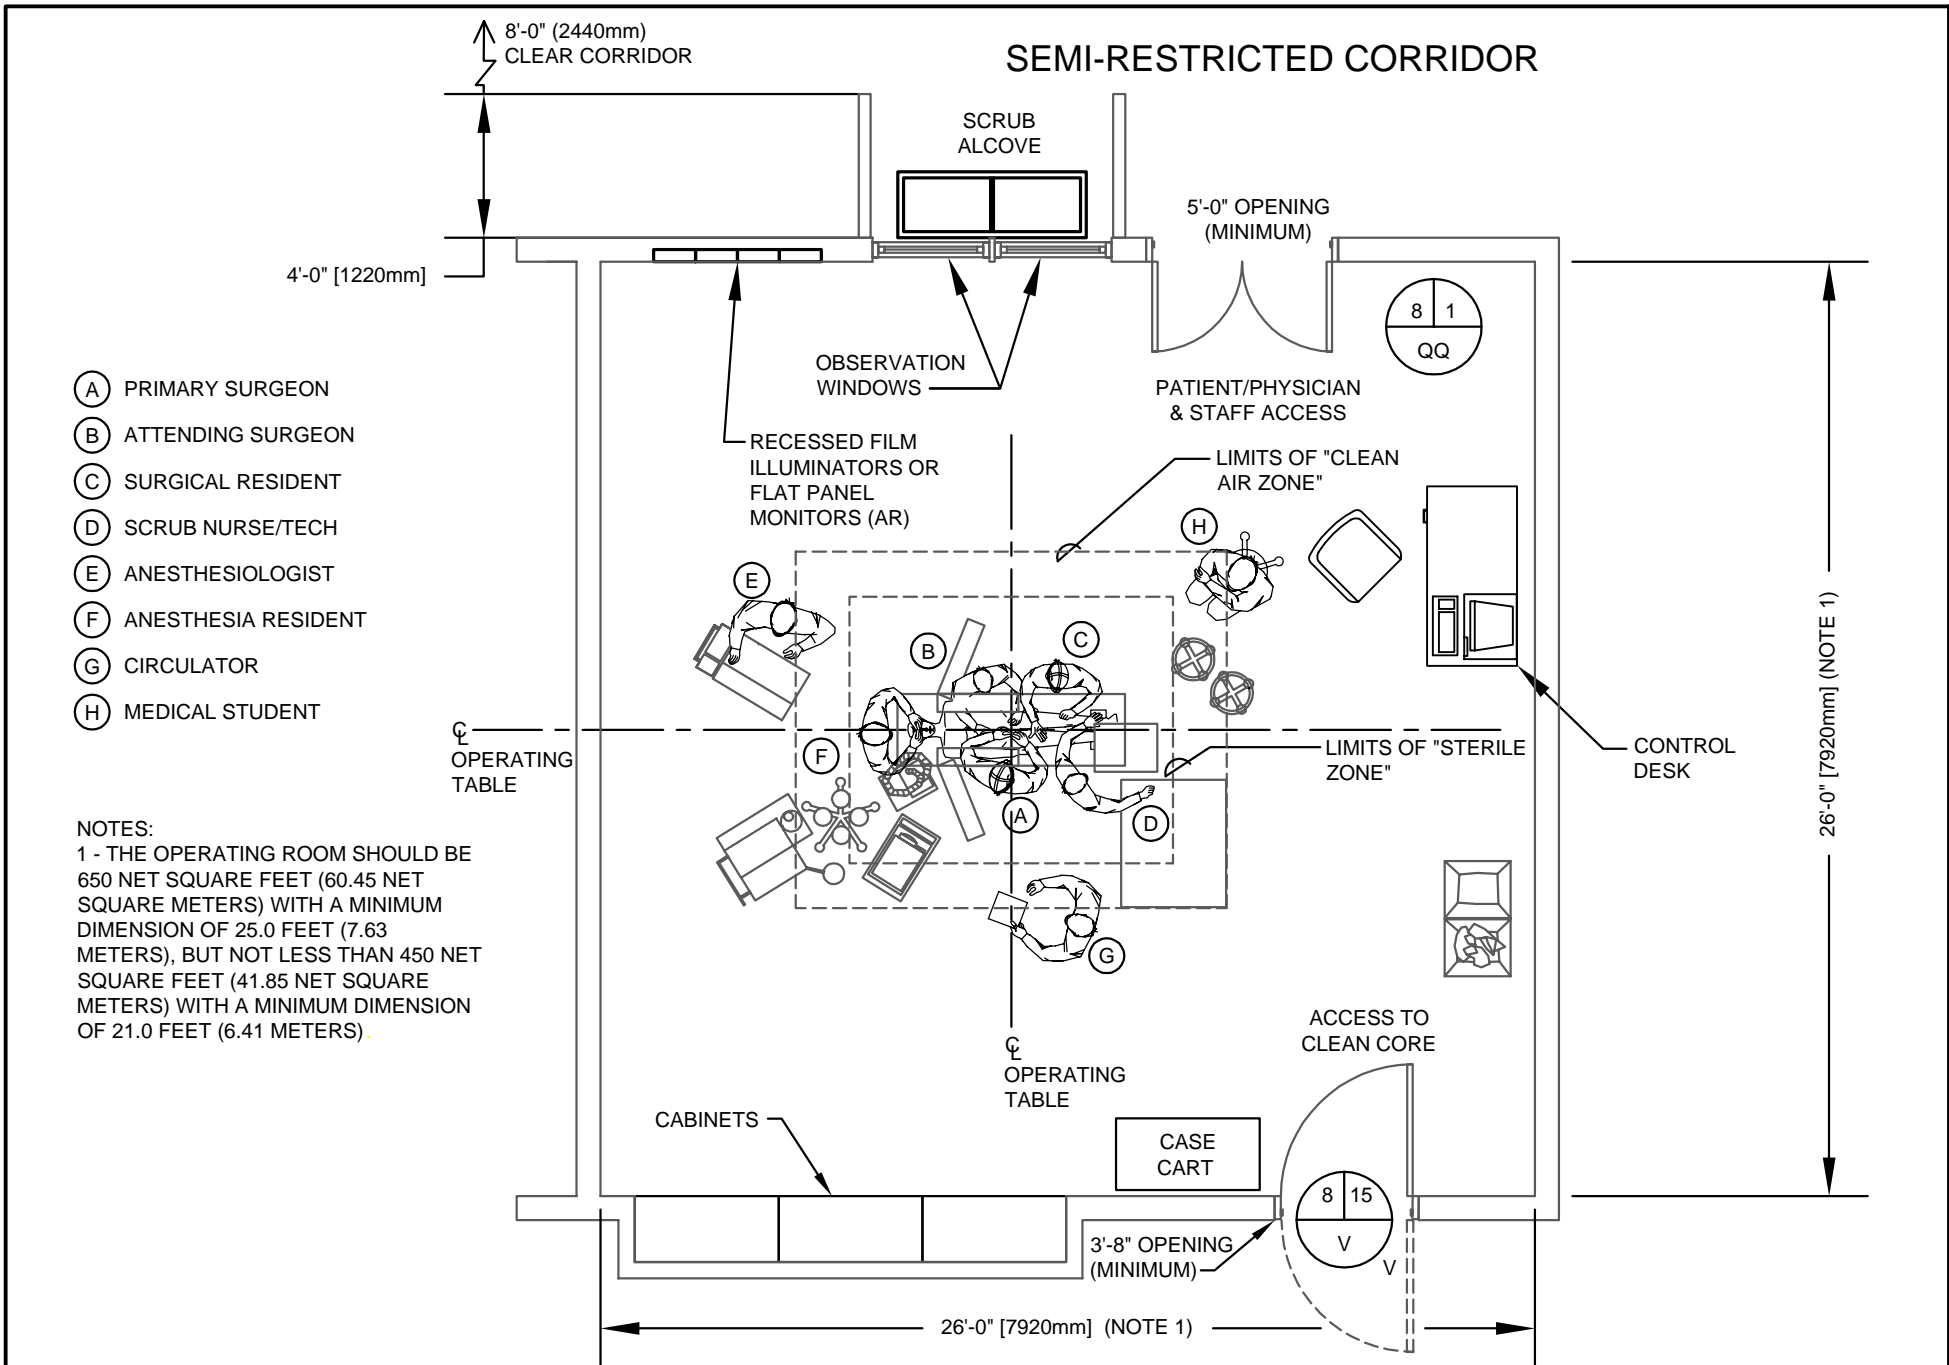 8'-0" (2440mm)
CLEAR CORRIDOR
SEMI-RESTRICTED CORRIDOR
SCRUB
ALCOVE
5'-0" OPENING
(MINIMUM)
4'-0" [1220mm]
8 1
QQ
OBSERVATION
WINDOWS
PATIENT/PHYSICIAN
& STAFF ACCESS
A PRIMARY SURGEON
B ATTENDING SURGEON
C SURGICAL RESIDENT
D SCRUB NURSE/TECH
E ANESTHESIOLOGIST
F ANESTHESIA RESIDENT
G CIRCULATOR
H MEDICAL STUDENT
RECESSED FILM
ILLUMINATORS OR
FLAT PANEL
MONITORS (AR)
LIMITS OF "CLEAN
AIR ZONE"
H
E
C
B
26'-0" [7920mm] (NOTE 1)
℄
OPERATING
TABLE
F
LIMITS OF "STERILE
ZONE"
CONTROL
DESK
A
D
G
NOTES:
1 - THE OPERATING ROOM SHOULD BE
650 NET SQUARE FEET (60.45 NET
SQUARE METERS) WITH A MINIMUM
DIMENSION OF 25.0 FEET (7.63
METERS), BUT NOT LESS THAN 450 NET
SQUARE FEET (41.85 NET SQUARE
METERS) WITH A MINIMUM DIMENSION
OF 21.0 FEET (6.41 METERS).
ACCESS TO
CLEAN CORE
℄
OPERATING
TABLE
CABINETS
CASE
CART
8 15
V
V
3'-8" OPENING
(MINIMUM)
26'-0" [7920mm] (NOTE 1)